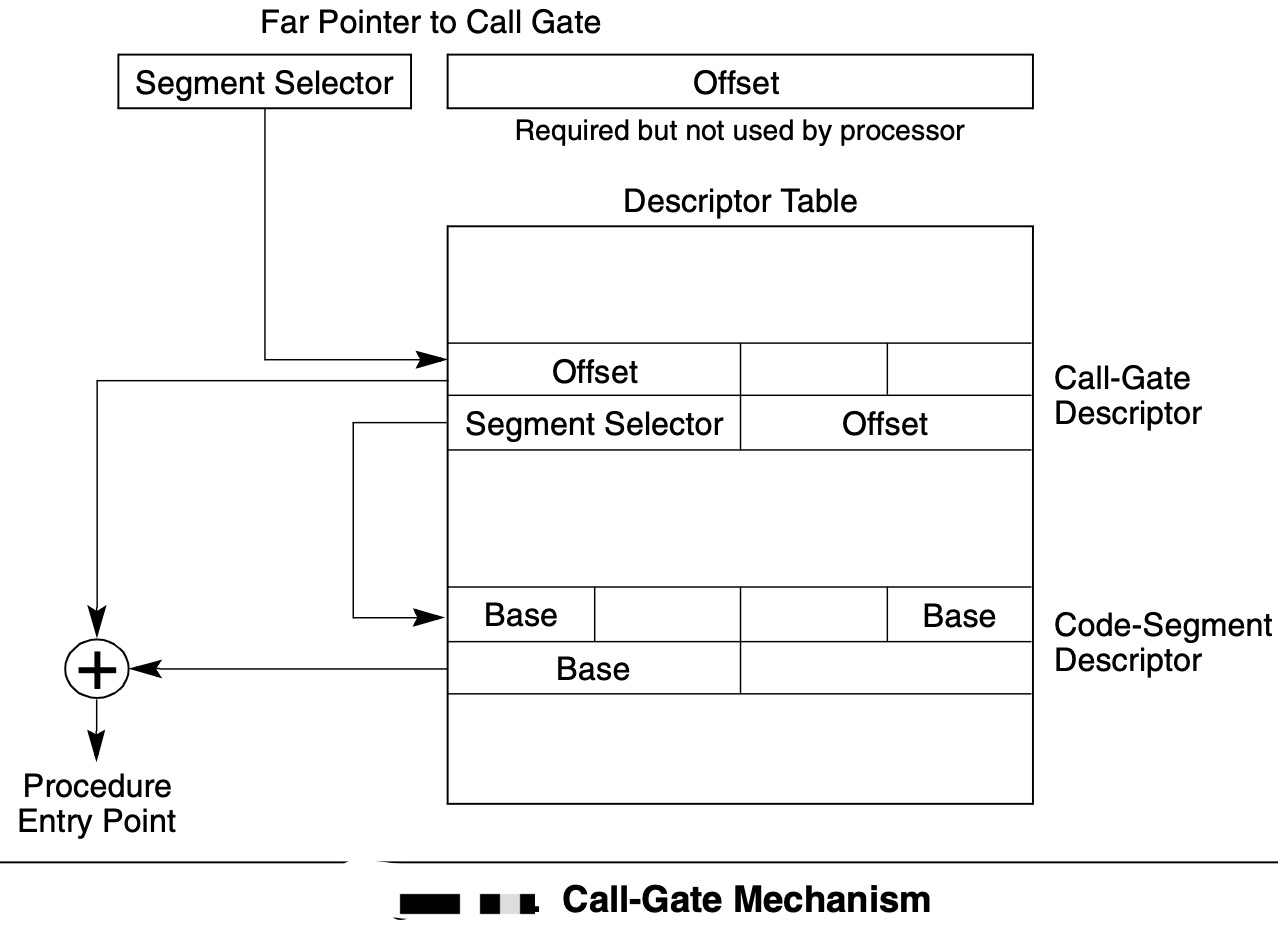 Far Pointer to Call Gate
Segment Selector
Offset
Required but not used by processor
Descriptor Table
Offset
Call-Gate
Descriptor
Segment Selector
Offset
Base
Base
Code-Segment
Descriptor
Base
Procedure
Entry Point
Call-Gate Mechanism